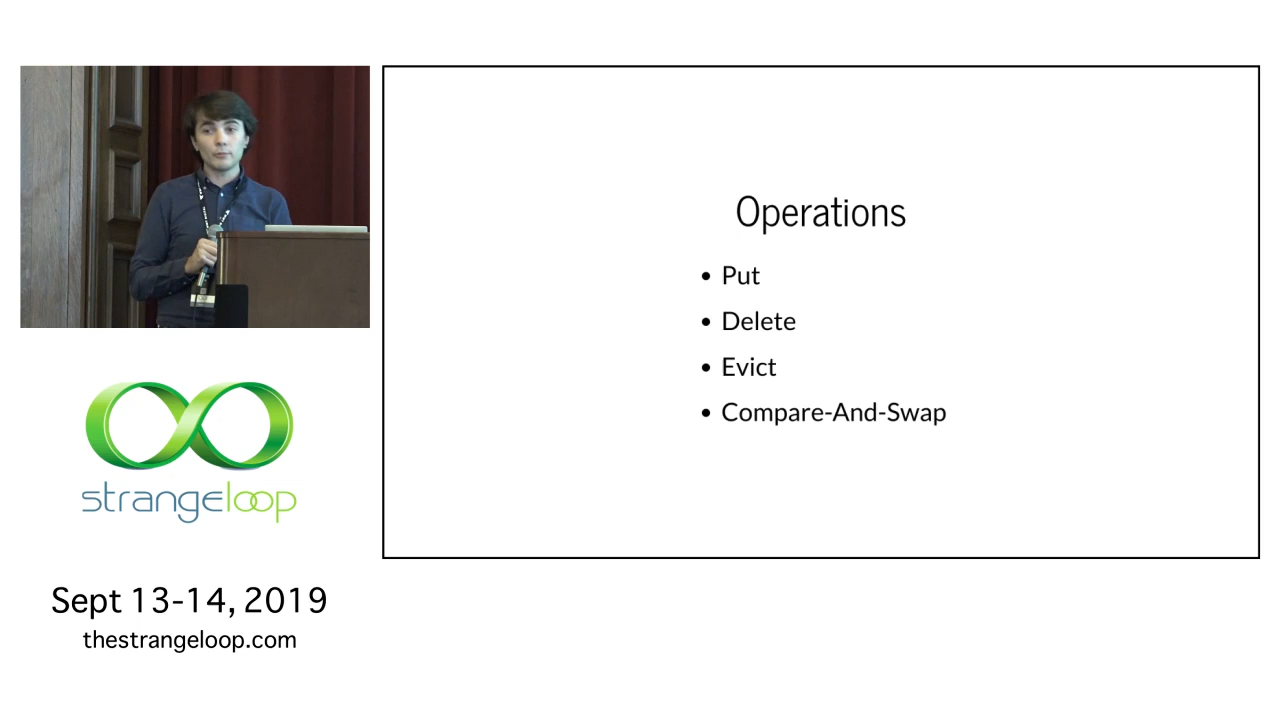 Operations
• Put
• Delete
• Evict
• Compare-And-Swap
strangeloop
Sept 13-14, 2019
thestrangeloop.com